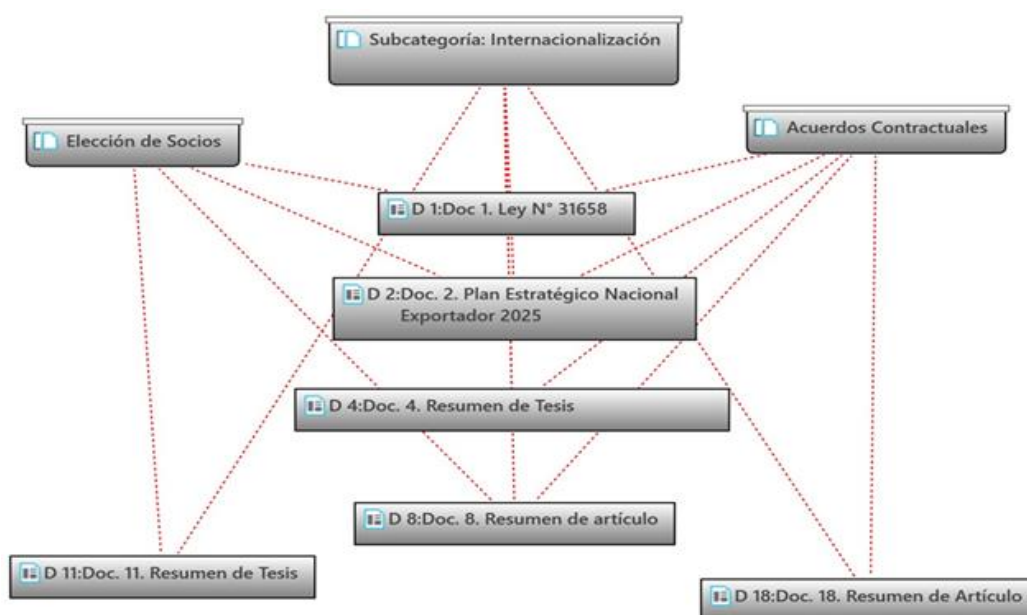 Subcategoría: Internacionalización
Elección de Socios
Acuerdos Contractuales
D 1:Doc 1. Ley N° 31658
D 2:Doc. 2. Plan Estratégico Nacional
Exportador 2025
D 4:Doc. 4. Resumen de Tesis
D 8:Doc. 8. Resumen de artículo
D 11:Doc. 11. Resumen de Tesis
D 18:Doc. 18. Resumen de Artículo